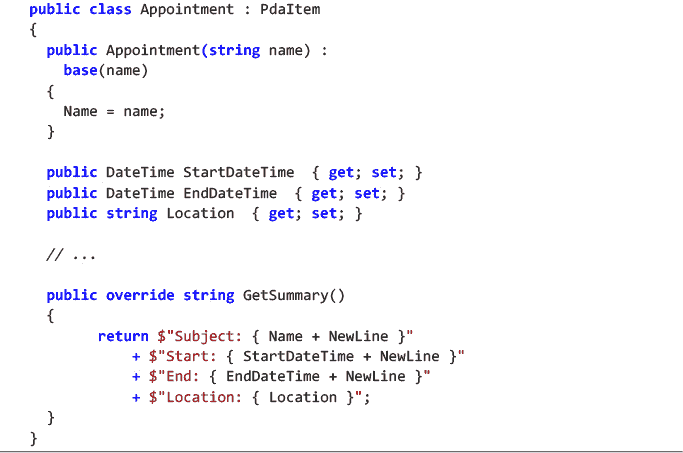 public class Appointment : PdaItem
{
  public Appointment(string name) :
    base(name)
  {
    Name = name;
  }

  public DateTime StartDateTime  { get; set; }
  public DateTime EndDateTime  { get; set; }
  public string Location  { get; set; }

  // ...

  public override string GetSummary()
  {
        return $"Subject: { Name + NewLine }"
            + $"Start: { StartDateTime + NewLine }"
            + $"End: { EndDateTime + NewLine }"
            + $"Location: { Location }";
  }
}